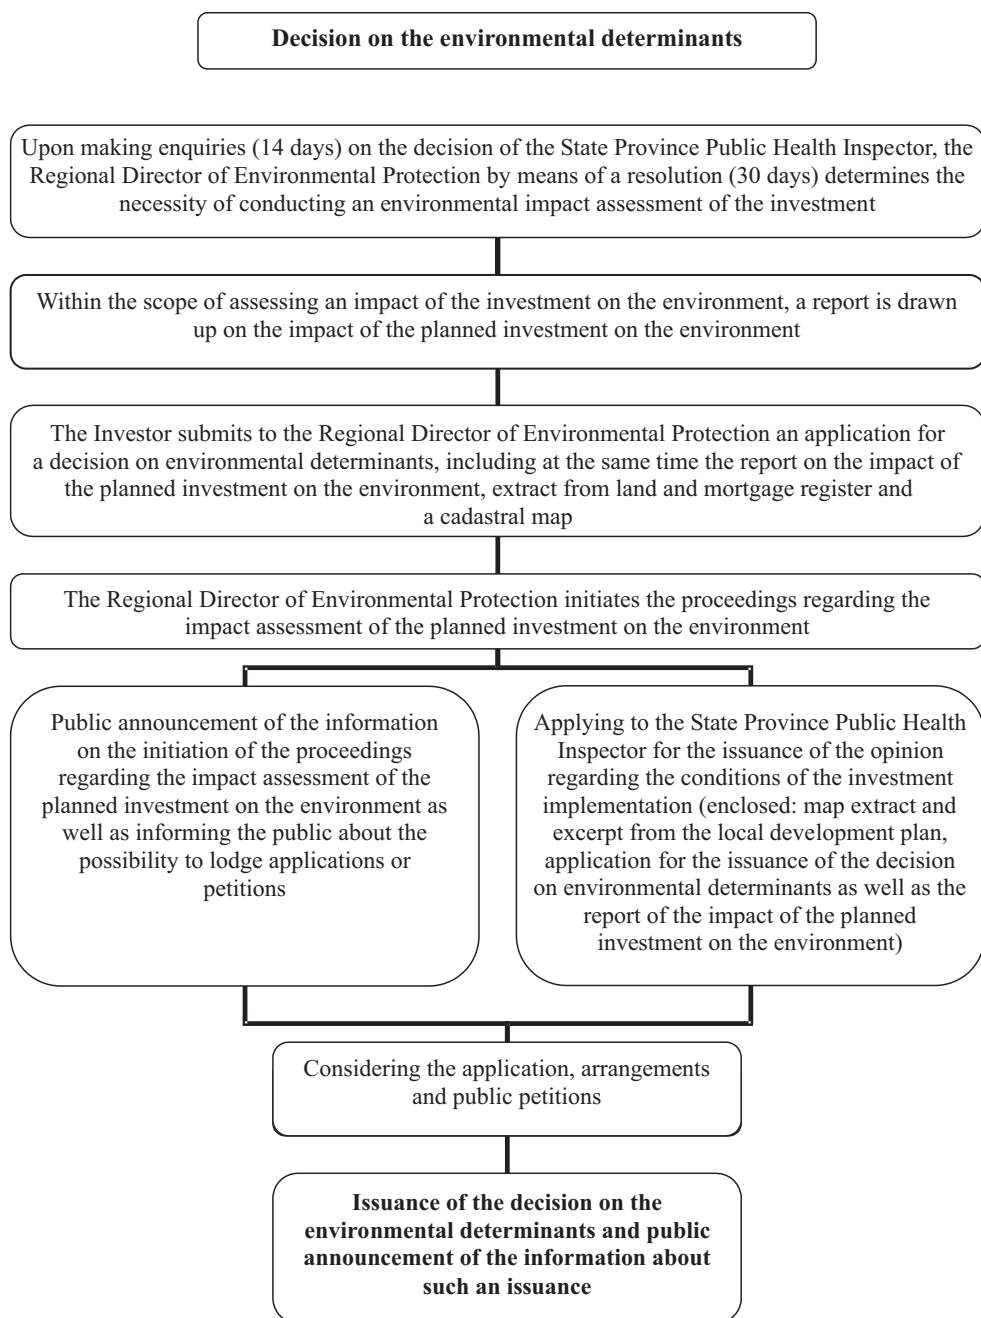 Decision on the environmental determinants
Upon making enquiries (14 days) on the decision of the State Province Public Health Inspector, the
Regional Director of Environmental Protection by means of a resolution (30 days) determines the
necessity of conducting an environmental impact assessment of the investment
Within the scope of assessing an impact of the investment on the environment, a report is drawn
up on the impact of the planned investment on the environment
The Investor submits to the Regional Director of Environmental Protection an application for
a decision on environmental determinants, including at the same time the report on the impact of
the planned investment on the environment, extract from land and mortgage register and
a cadastral map
The Regional Director of Environmental Protection initiates the proceedings regarding the
impact assessment of the planned investment on the environment
Public announcement of the information
on the initiation of the proceedings
regarding the impact assessment of the
planned investment on the environment as
well as informing the public about the
possibility to lodge applications or
petitions
Applying to the State Province Public Health
Inspector for the issuance of the opinion
regarding the conditions of the investment
implementation (enclosed: map extract and
excerpt from the local development plan,
application for the issuance of the decision
on environmental determinants as well as the
report of the impact of the planned
investment on the environment)
Considering the application, arrangements
and public petitions
Issuance of the decision on the
environmental determinants and public
announcement of the information about
such an issuance